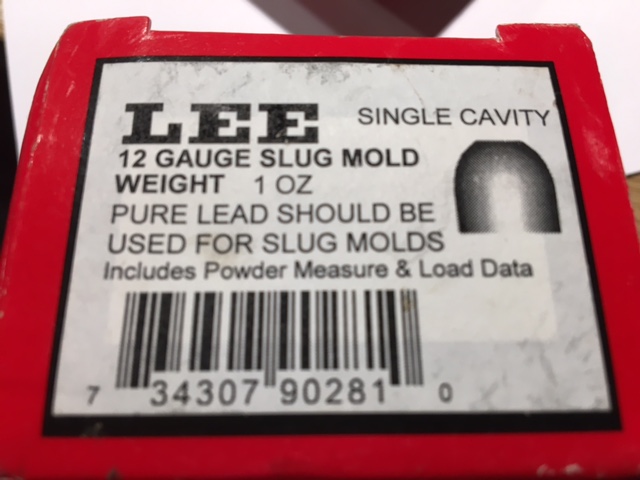 LEE SINGLE CAVITY
12 GAUGE SLUG MOLD
WEIGHT 1 OZ
PURE LEAD SHOULD BE
USED FOR SLUG MOLDS
Includes Powder Measure & Load Data
7 34307 90281 0